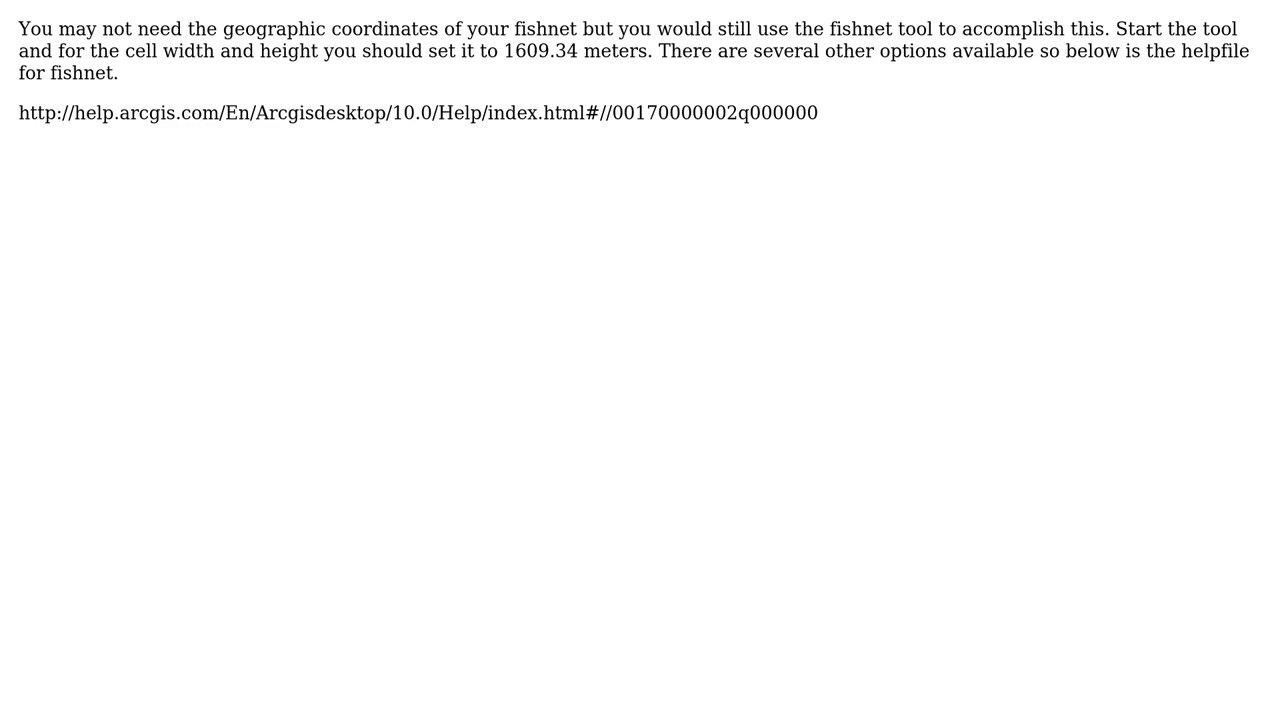 You may not need the geographic coordinates of your fishnet but you would still use the fishnet tool to accomplish this. Start the tool
and for the cell width and height you should set it to 1609.34 meters. There are several other options available so below is the helpfile
for fishnet.
http://help.arcgis.com/En/Arcgisdesktop/10.0/Help/index.html#//00170000002q000000